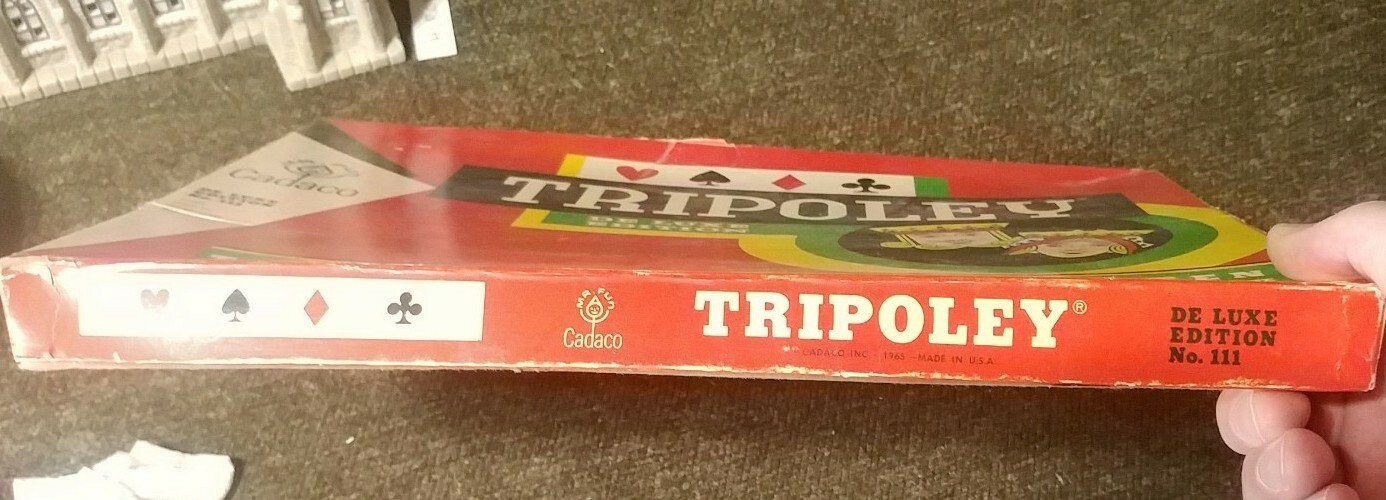 Cadaco
TRIPOLEY
DE LUXE
EDITION
MR. FUN
Cadaco
TRIPOLEY®
CADACO INC. - 1965 - MADE IN U.S.A.
DE LUXE
EDITION
No. 111